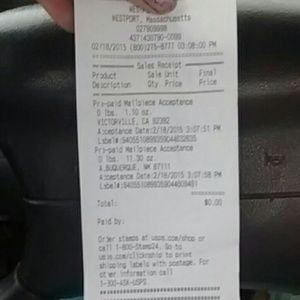 WESTPORT, Massachusetts
02/18/2015 (800)275-8777 03:08:00 PM
Sales Receipt
Product Sale Unit Final
Description Qty Price Price
Pre-paid Mailpiece Acceptance
0 lbs. 1.10 oz.
VICTORVILLE, CA 92392
Acceptance Date:2/18/2015 3:07:51 PM
Label#:
Pre-paid Mailpiece Acceptance
0 lbs. 11.30 oz.
ALBUQUERQUE, NM 87111
Acceptance Date:2/18/2015 3:07:58 PM
Label#:
Total: $0.00
Paid by:
Order stamps at usps.com/shop or
call 1-800-Stamp24. Go to
usps.com/clicknship to print
shipping labels with postage. For
other information call
1-800-ASK-USPS